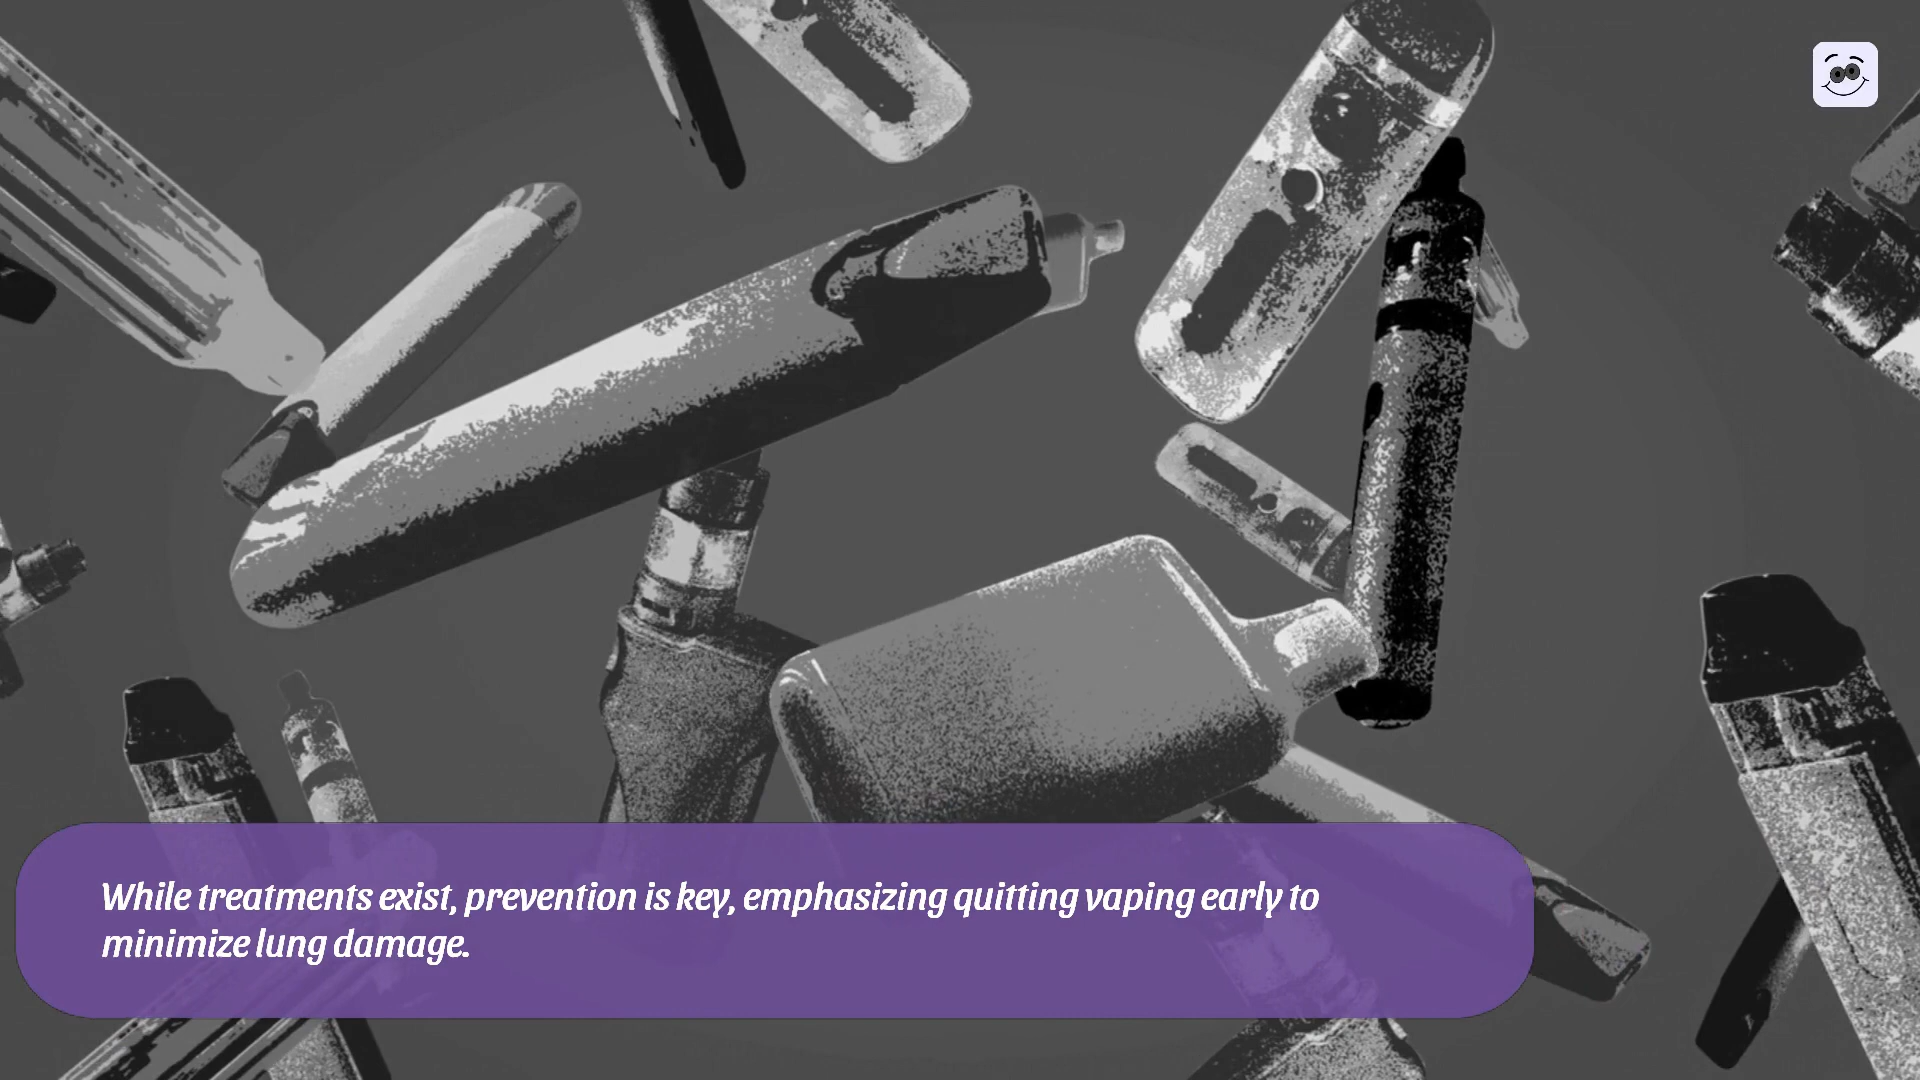 While treatments exist, prevention is key, emphasizing quitting vaping early to
minimize lung damage.